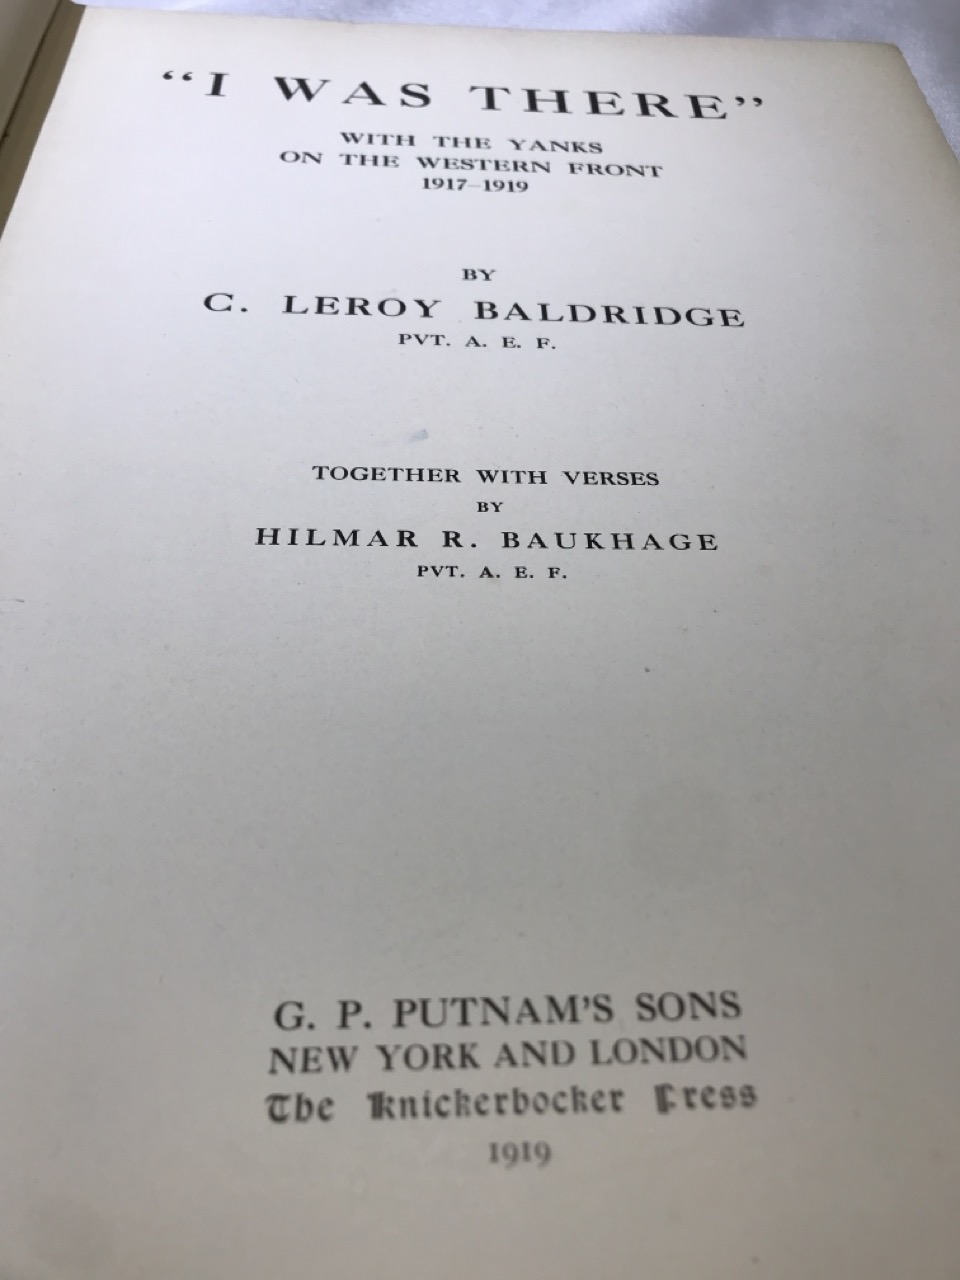 “I WAS THERE”
WITH THE YANKS
ON THE WESTERN FRONT
1917-1919
BY
C. LEROY BALDRIDGE
PVT. A. E. F.
TOGETHER WITH VERSES
BY
HILMAR R. BAUKHAGE
PVT. A. E. F.
G. P. PUTNAM'S SONS
NEW YORK AND LONDON
The Knickerbocker Press
1919